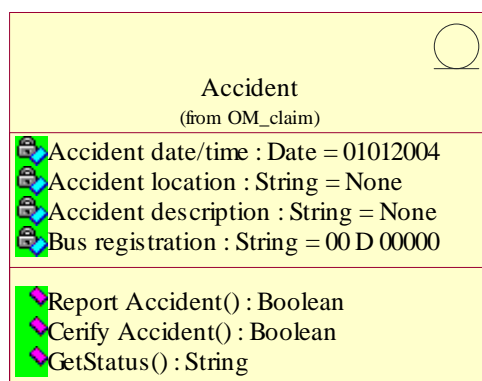 Accident
(from OM_claim)
Accident date/time : Date = 01012004
Accident location : String = None
Accident description : String = None
Bus registration : String = 00 D 00000
Report Accident() : Boolean
Cerify Accident() : Boolean
GetStatus() : String